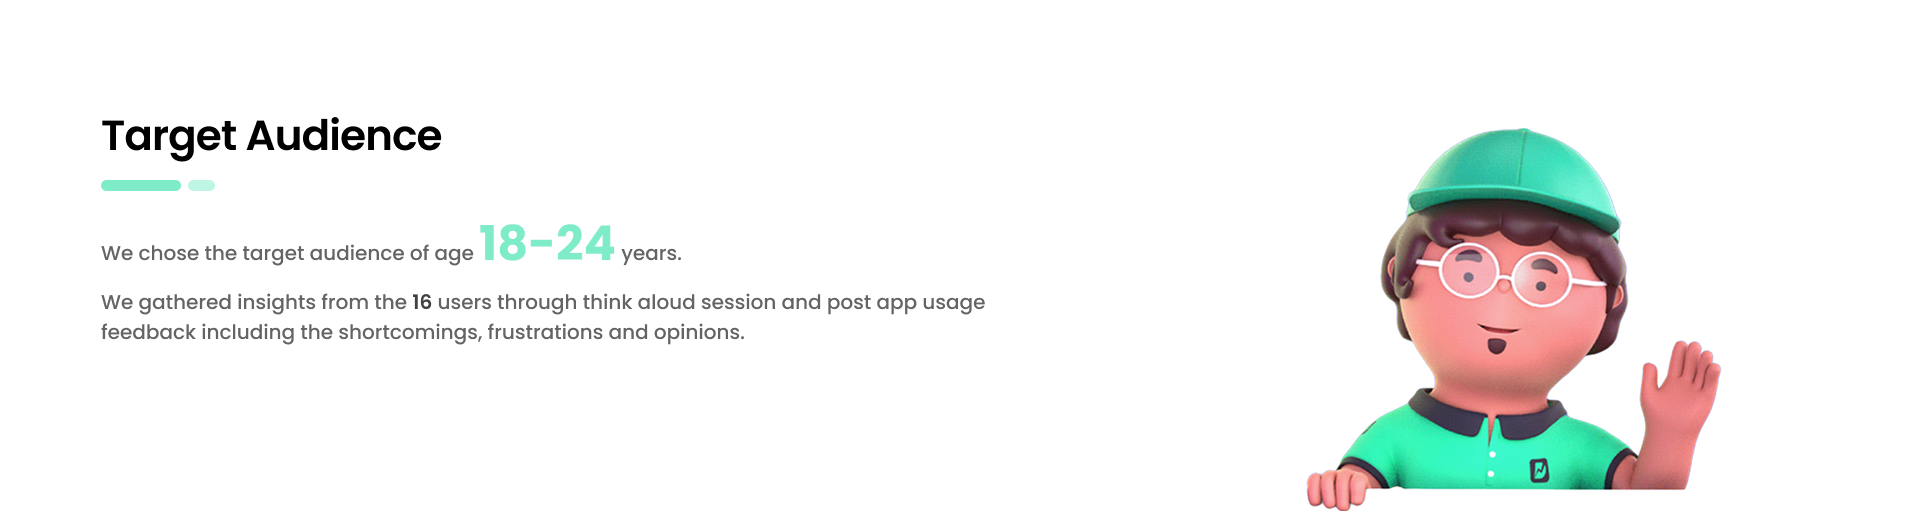 Target Audience
We chose the target audience of age 18-24 years.
We gathered insights from the 16 users through think aloud session and post app usage
feedback including the shortcomings, frustrations and opinions.